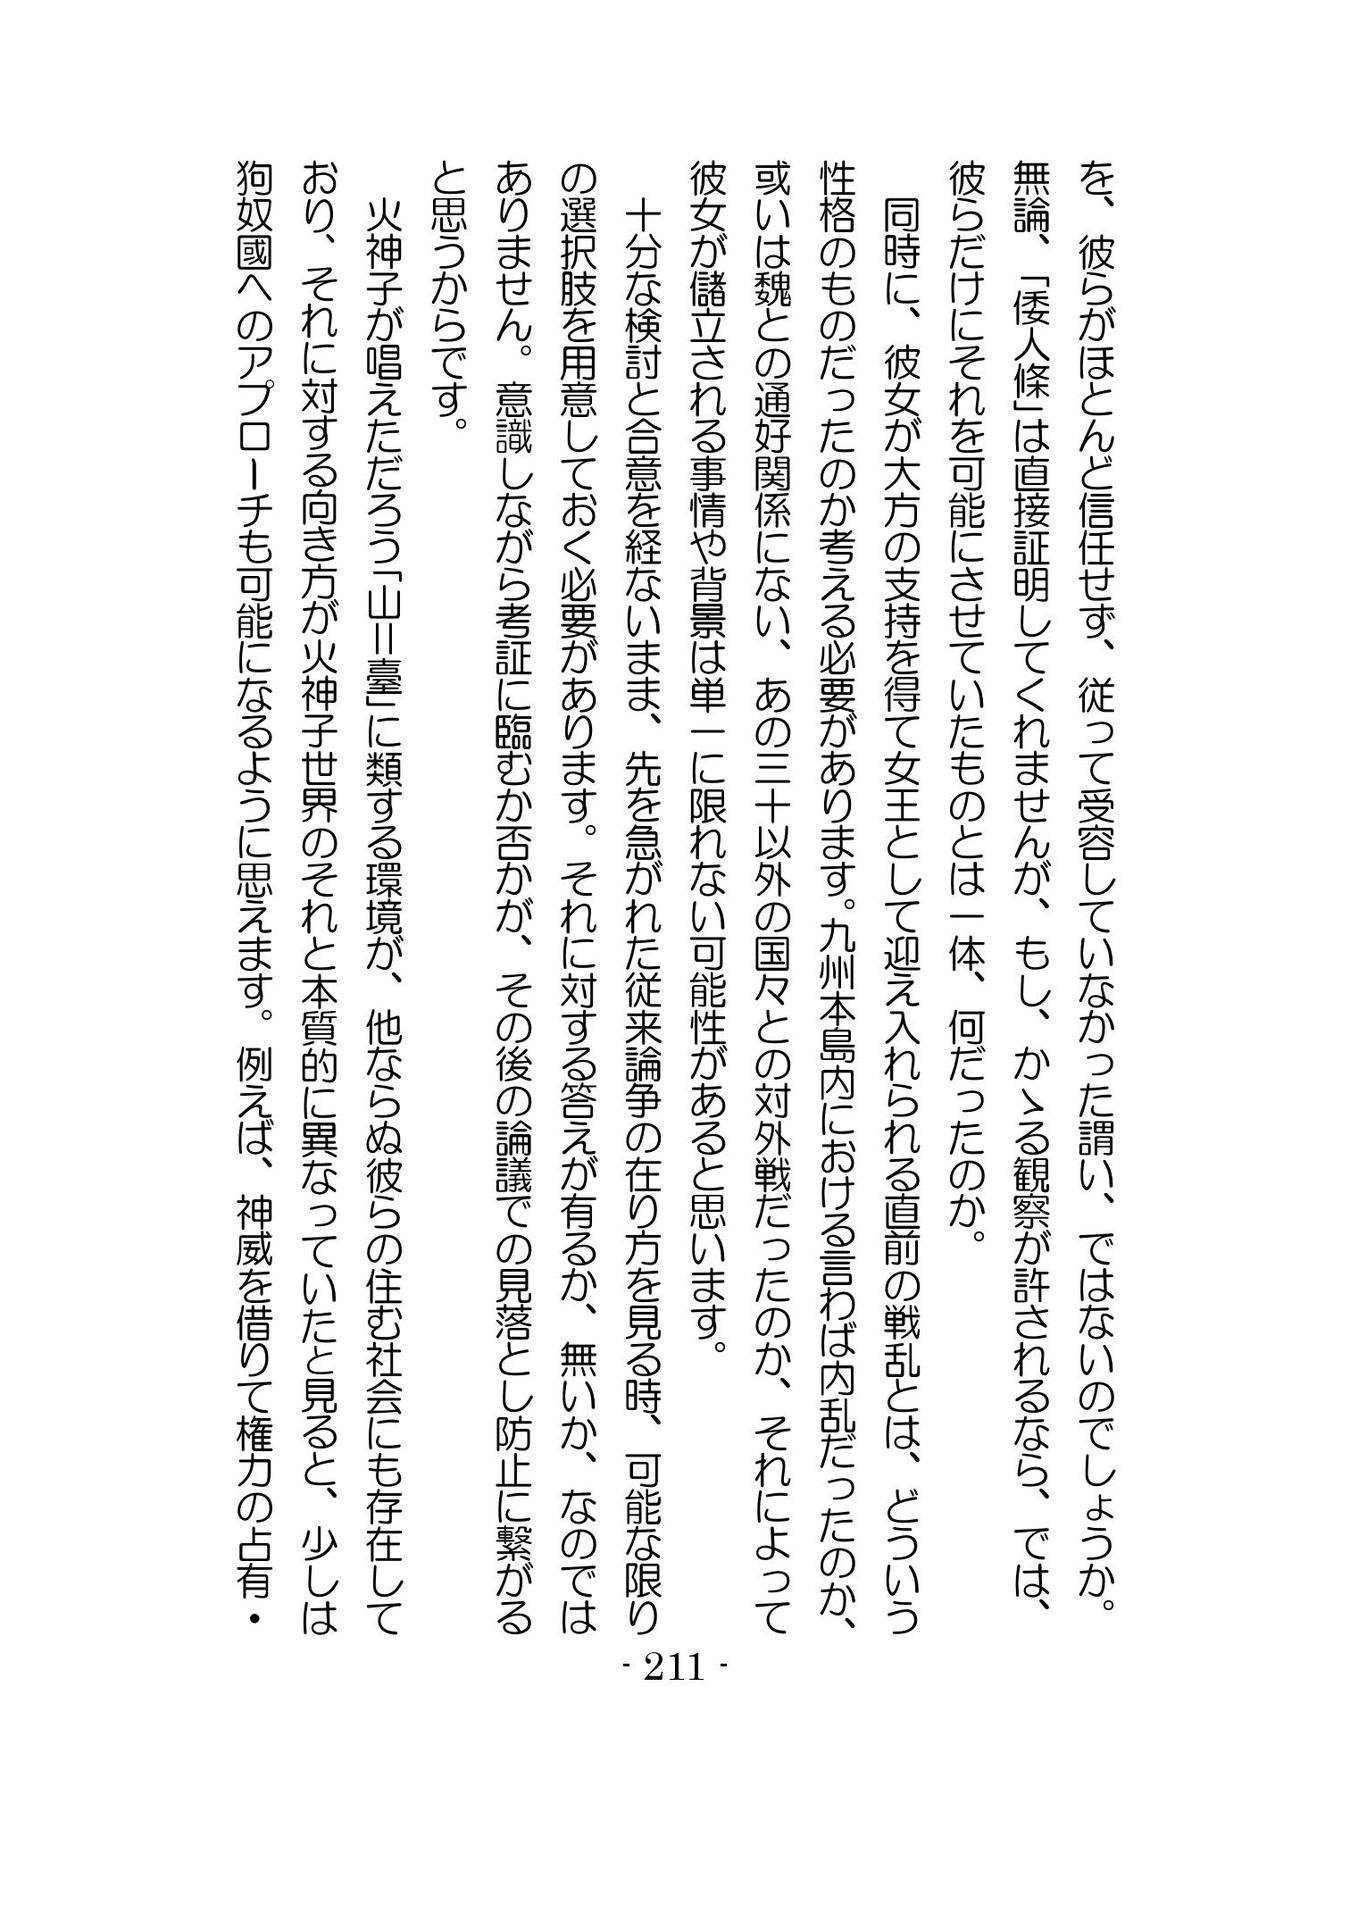 を、彼らがほとんど信任せず、従って受容していなかった謂い、ではないのでしょうか。
無論、「倭人條」は直接証明してくれませんが、もし、かゝる観察が許されるなら、では、
彼らだけにそれを可能にさせていたものとは一体、何だったのか。
　同時に、彼女が大方の支持を得て女王として迎え入れられる直前の戦乱とは、どういう
性格のものだったのか考える必要があります。九州本島内における言わば内乱だったのか、
或いは魏との通好関係にない、あの三十以外の国々との対外戦だったのか、それによって
彼女が儲立される事情や背景は単一に限れない可能性があると思います。
　十分な検討と合意を経ないまま、先を急がれた従来論争の在り方を見る時、可能な限り
の選択肢を用意しておく必要があります。それに対する答えが有るか、無いか、なのでは
ありません。意識しながら考証に臨むか否かが、その後の論議での見落とし防止に繋がる
と思うからです。
　火神子が唱えただろう「山＝臺」に類する環境が、他ならぬ彼らの住む社会にも存在して
おり、それに対する向き方が火神子世界のそれと本質的に異なっていたと見ると、少しは
狗奴國へのアプローチも可能になるように思えます。例えば、神威を借りて権力の占有・
- 211 -